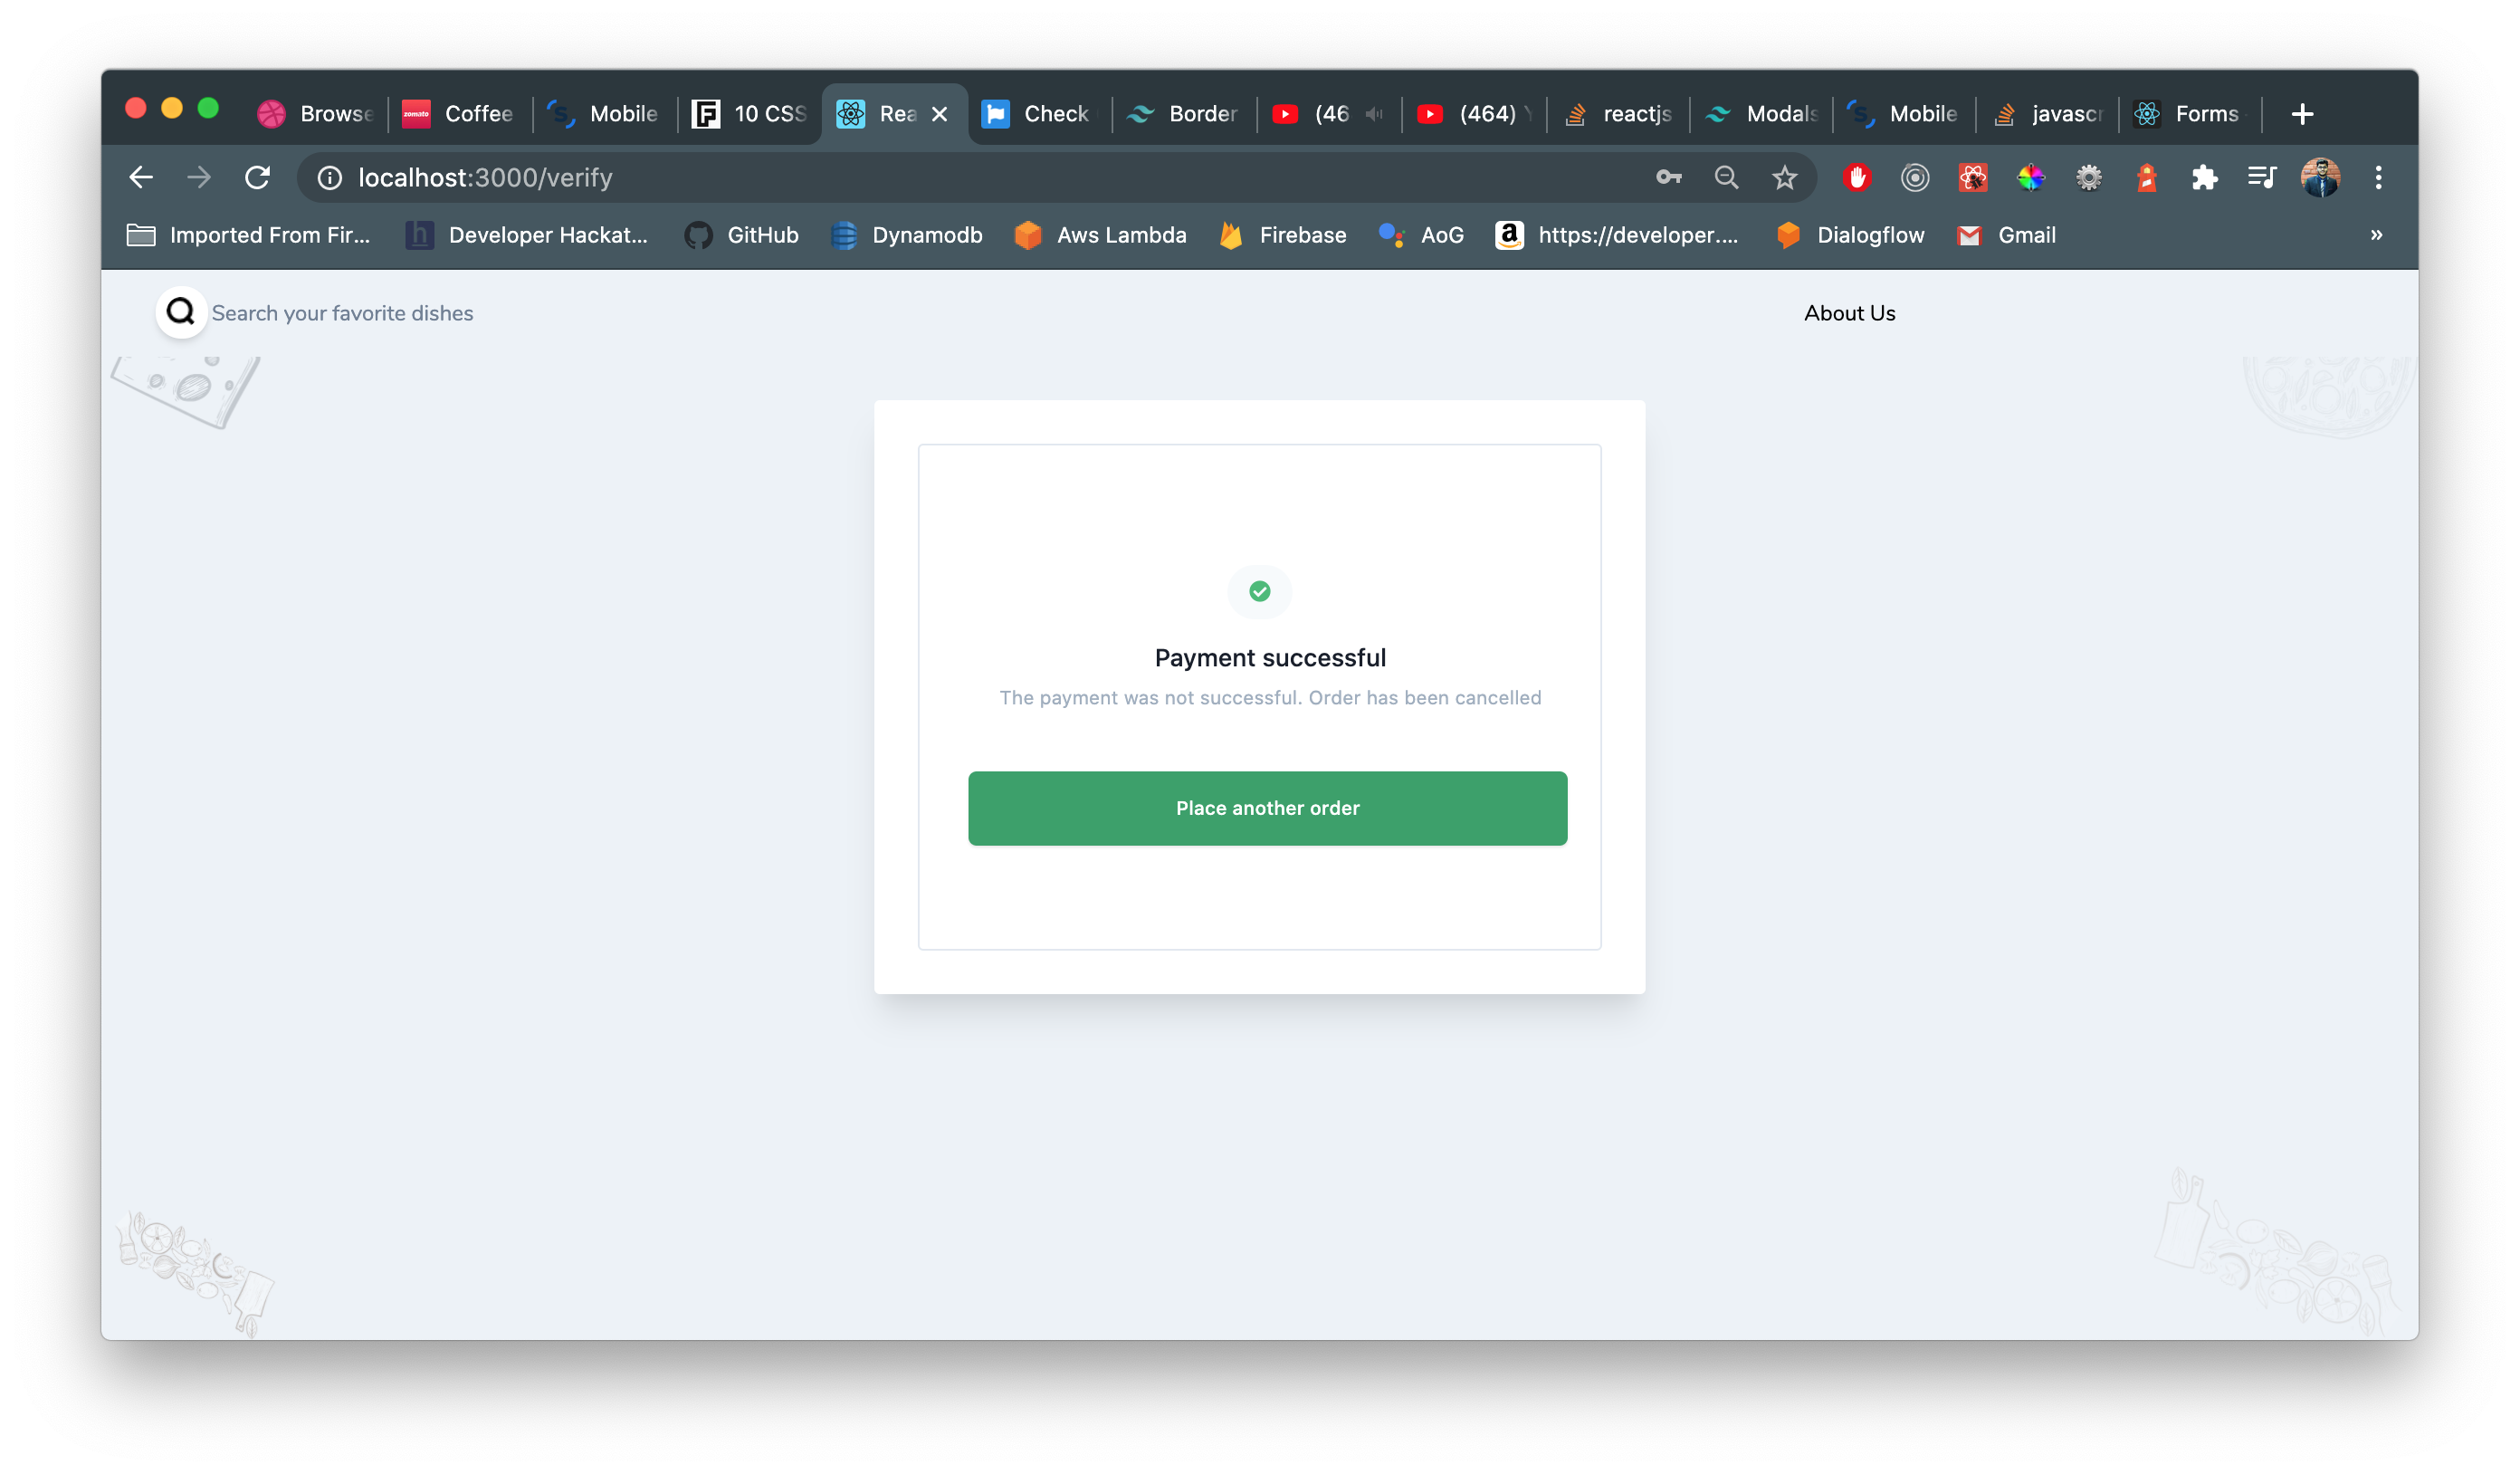 Browse
zomato Coffee
Mobile
10 CSS
Rea
Check
Border
(46
(464) Y
reactjs
Modals
Mobile
javascr
Forms
localhost:3000/verify
Imported From Fir...
Developer Hackat...
GitHub
Dynamodb
Aws Lambda
Firebase
AoG
https://developer....
Dialogflow
Gmail
»
Search your favorite dishes
About Us
Payment successful
The payment was not successful. Order has been cancelled
Place another order